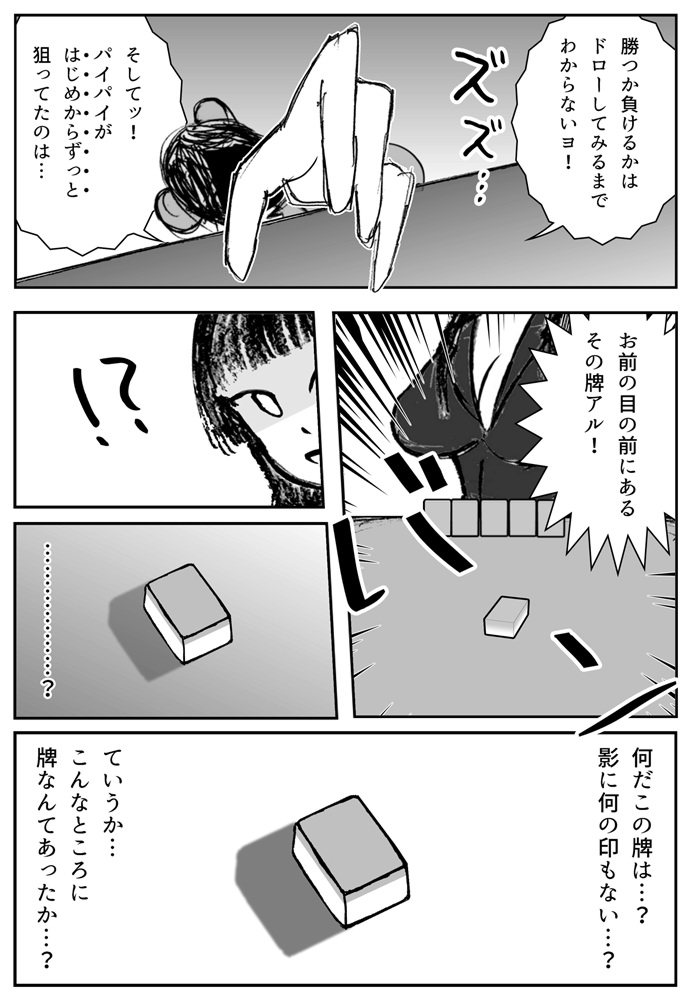 勝つか負けるかは
ドローしてみるまで
わからないヨ！
ズズ…
そしてッ！
パイパイが
はじめからずっと
狙ってたのは…
お前の目の前にある
その牌アル！
！？
………………？
何だこの牌は…？
影に何の印もない…？
ていうか…
こんなところに
牌なんてあったか…？